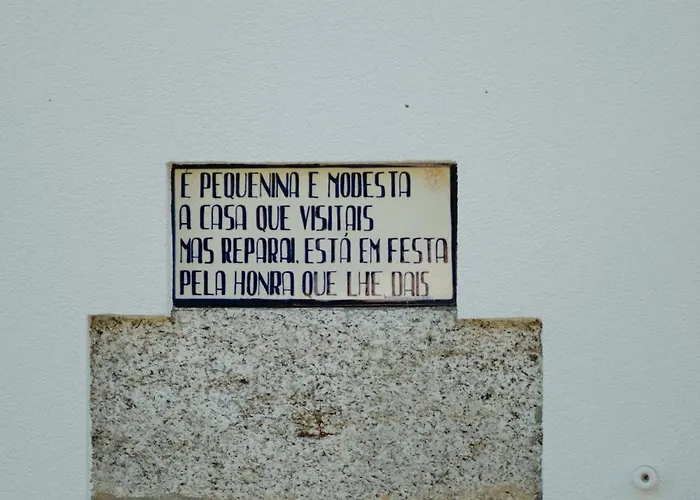 É PEQUENINA E MODESTA
A CASA QUE VISITAIS
MAS REPARAI, ESTÁ EM FESTA
PELA HONRA QUE LHE DAIS